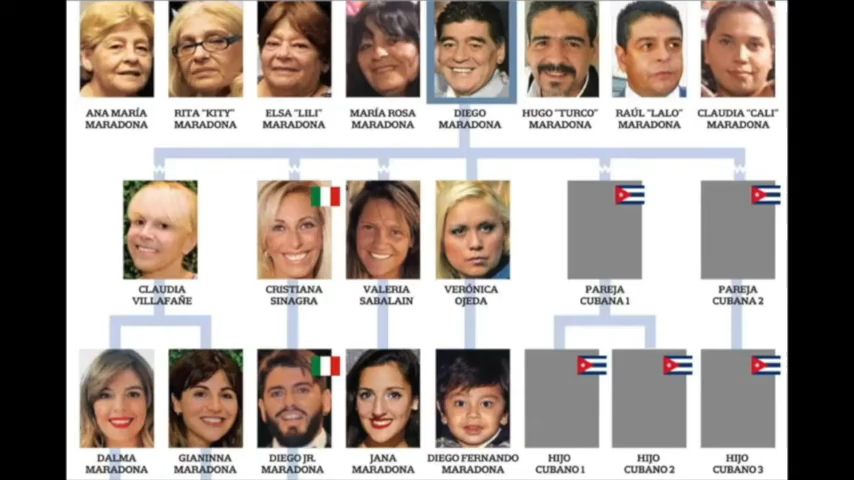 ANA MARÍA
MARADONA
RITA "KITY"
MARADONA
ELSA "LILI"
MARADONA
MARÍA ROSA
MARADONA
DIEGO
MARADONA
HUGO "TURCO"
MARADONA
RAÚL "LALO"
MARADONA
CLAUDIA "CALI"
MARADONA
CLAUDIA
VILLAFAÑE
CRISTIANA
SINAGRA
VALERIA
SABALAIN
VERÓNICA
OJEDA
PAREJA
CUBANA 1
PAREJA
CUBANA 2
DALMA
MARADONA
GIANINNA
MARADONA
DIEGO JR.
MARADONA
JANA
MARADONA
DIEGO FERNANDO
MARADONA
HIJO
CUBANO 1
HIJO
CUBANO 2
HIJO
CUBANO 3